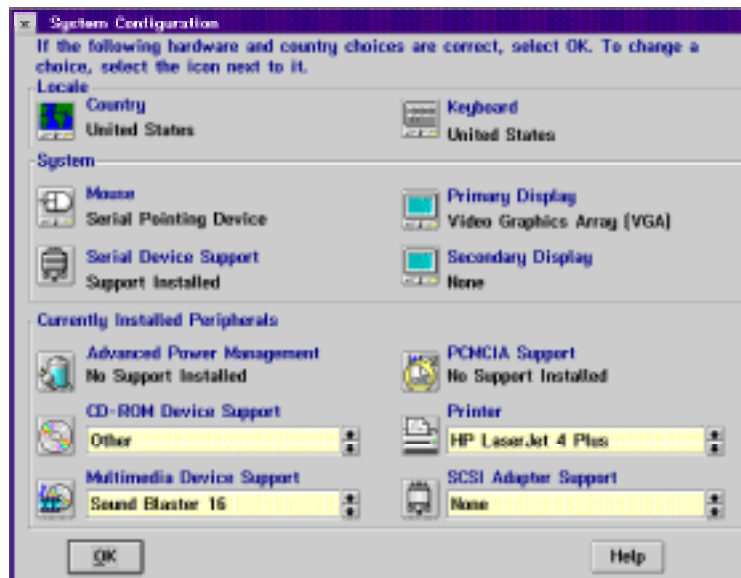 System Configuration
If the following hardware and country choices are correct, select OK. To change a
choice, select the icon next to it.
Locale
Country
United States
Keyboard
United States
System
Mouse
Serial Pointing Device
Primary Display
Video Graphics Array (VGA)
Serial Device Support
Support Installed
Secondary Display
None
Currently Installed Peripherals
Advanced Power Management
No Support Installed
PCMCIA Support
No Support Installed
CD-ROM Device Support
Other
Printer
HP LaserJet 4 Plus
Multimedia Device Support
Sound Blaster 16
SCSI Adapter Support
None
OK
Help